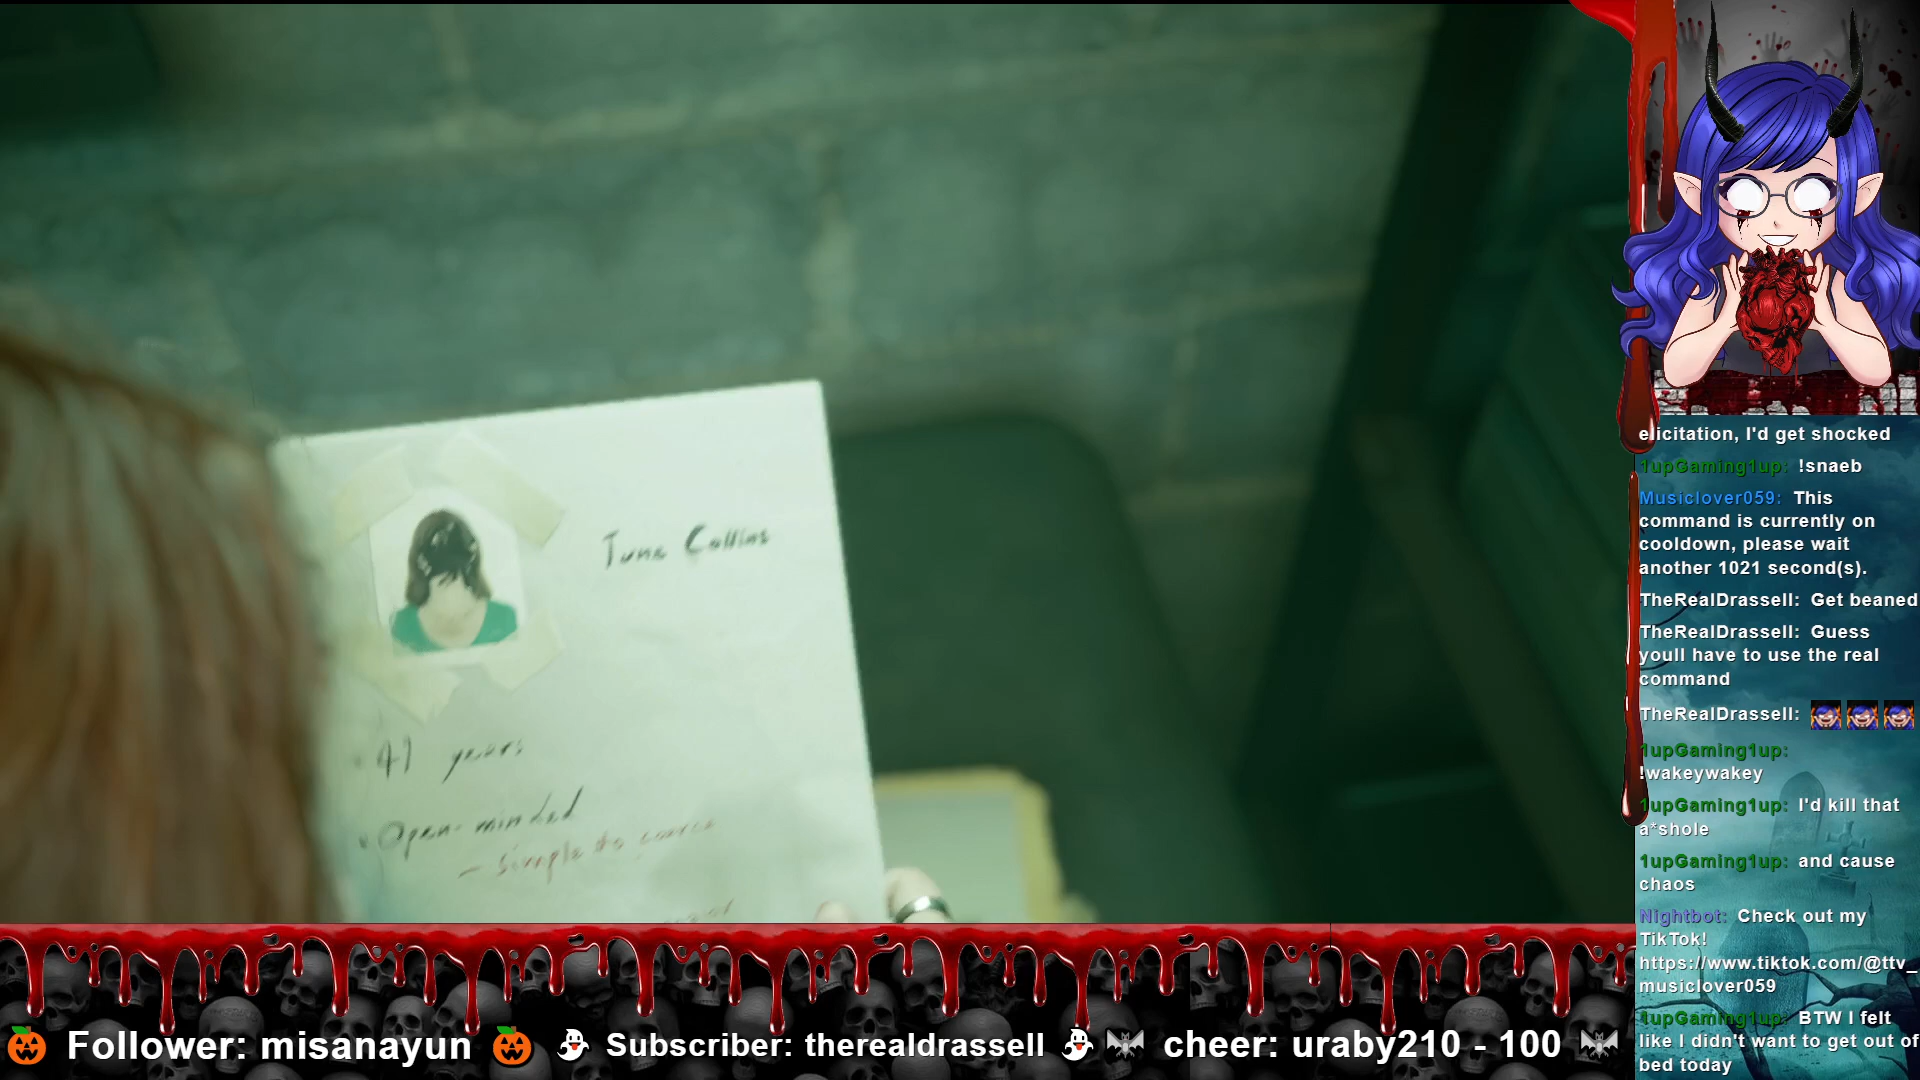 June Collins
41 years
Open-minded
- simple to coerce
elicitation, I'd get shocked
1upGaming1up: !snaeb
Musiclover059: This
command is currently on
cooldown, please wait
another 1021 second(s).
TheRealDrassell: Get beaned
TheRealDrassell: Guess
youll have to use the real
command
TheRealDrassell:
1upGaming1up:
!wakeywakey
1upGaming1up: I'd kill that
a*shole
1upGaming1up: and cause
chaos
Nightbot: Check out my
TikTok!
https://www.tiktok.com/@ttv_
musiclover059
1upGaming1up: BTW I felt
like I didn't want to get out of
bed today
Follower: misanayun
Subscriber: therealdrassell
cheer: uraby210 - 100